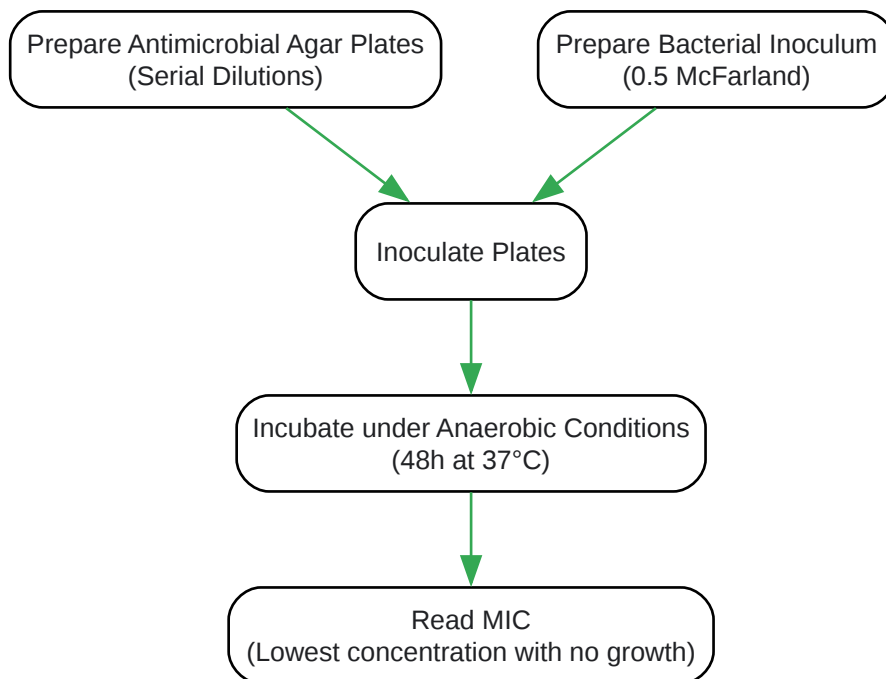 Prepare Antimicrobial Agar Plates
(Serial Dilutions)
Prepare Bacterial Inoculum
(0.5 McFarland)
Inoculate Plates
Incubate under Anaerobic Conditions
(48h at 37°C)
Read MIC
(Lowest concentration with no growth)